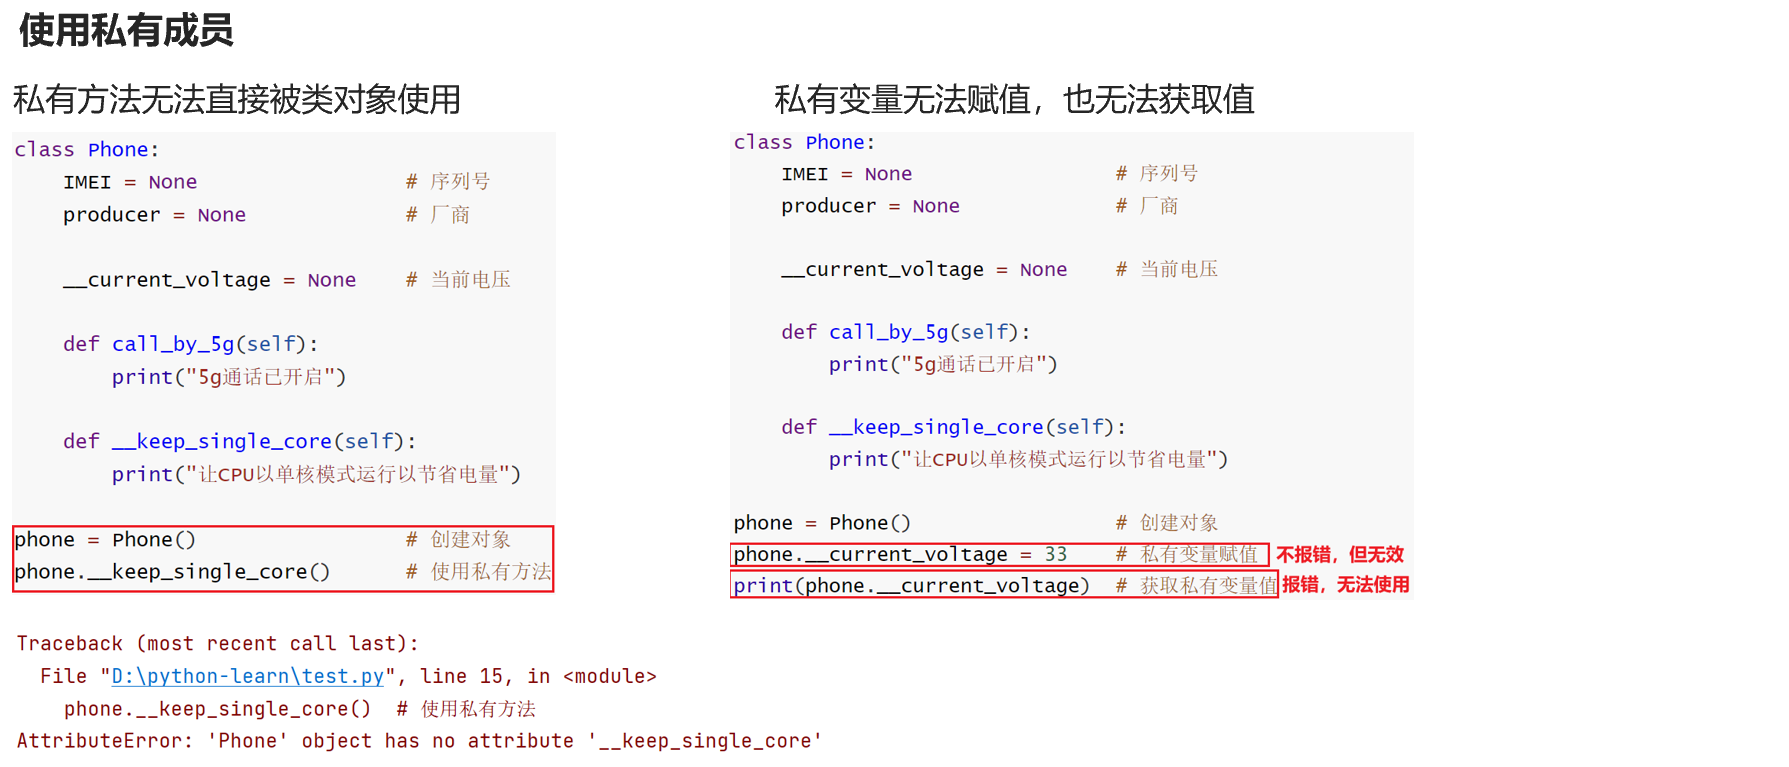 使用私有成员
私有方法无法直接被类对象使用
class Phone:
    IMEI = None                 # 序列号
    producer = None             # 厂商

    __current_voltage = None    # 当前电压

    def call_by_5g(self):
        print("5g通话已开启")

    def __keep_single_core(self):
        print("让CPU以单核模式运行以节省电量")

phone = Phone()                 # 创建对象
phone.__keep_single_core()      # 使用私有方法
Traceback (most recent call last):
  File "D:\python-learn\test.py", line 15, in <module>
    phone.__keep_single_core()  # 使用私有方法
AttributeError: 'Phone' object has no attribute '__keep_single_core'
私有变量无法赋值，也无法获取值
class Phone:
    IMEI = None                 # 序列号
    producer = None             # 厂商

    __current_voltage = None    # 当前电压

    def call_by_5g(self):
        print("5g通话已开启")

    def __keep_single_core(self):
        print("让CPU以单核模式运行以节省电量")

phone = Phone()                 # 创建对象
phone.__current_voltage = 33    # 私有变量赋值 不报错，但无效
print(phone.__current_voltage)  # 获取私有变量值 报错，无法使用